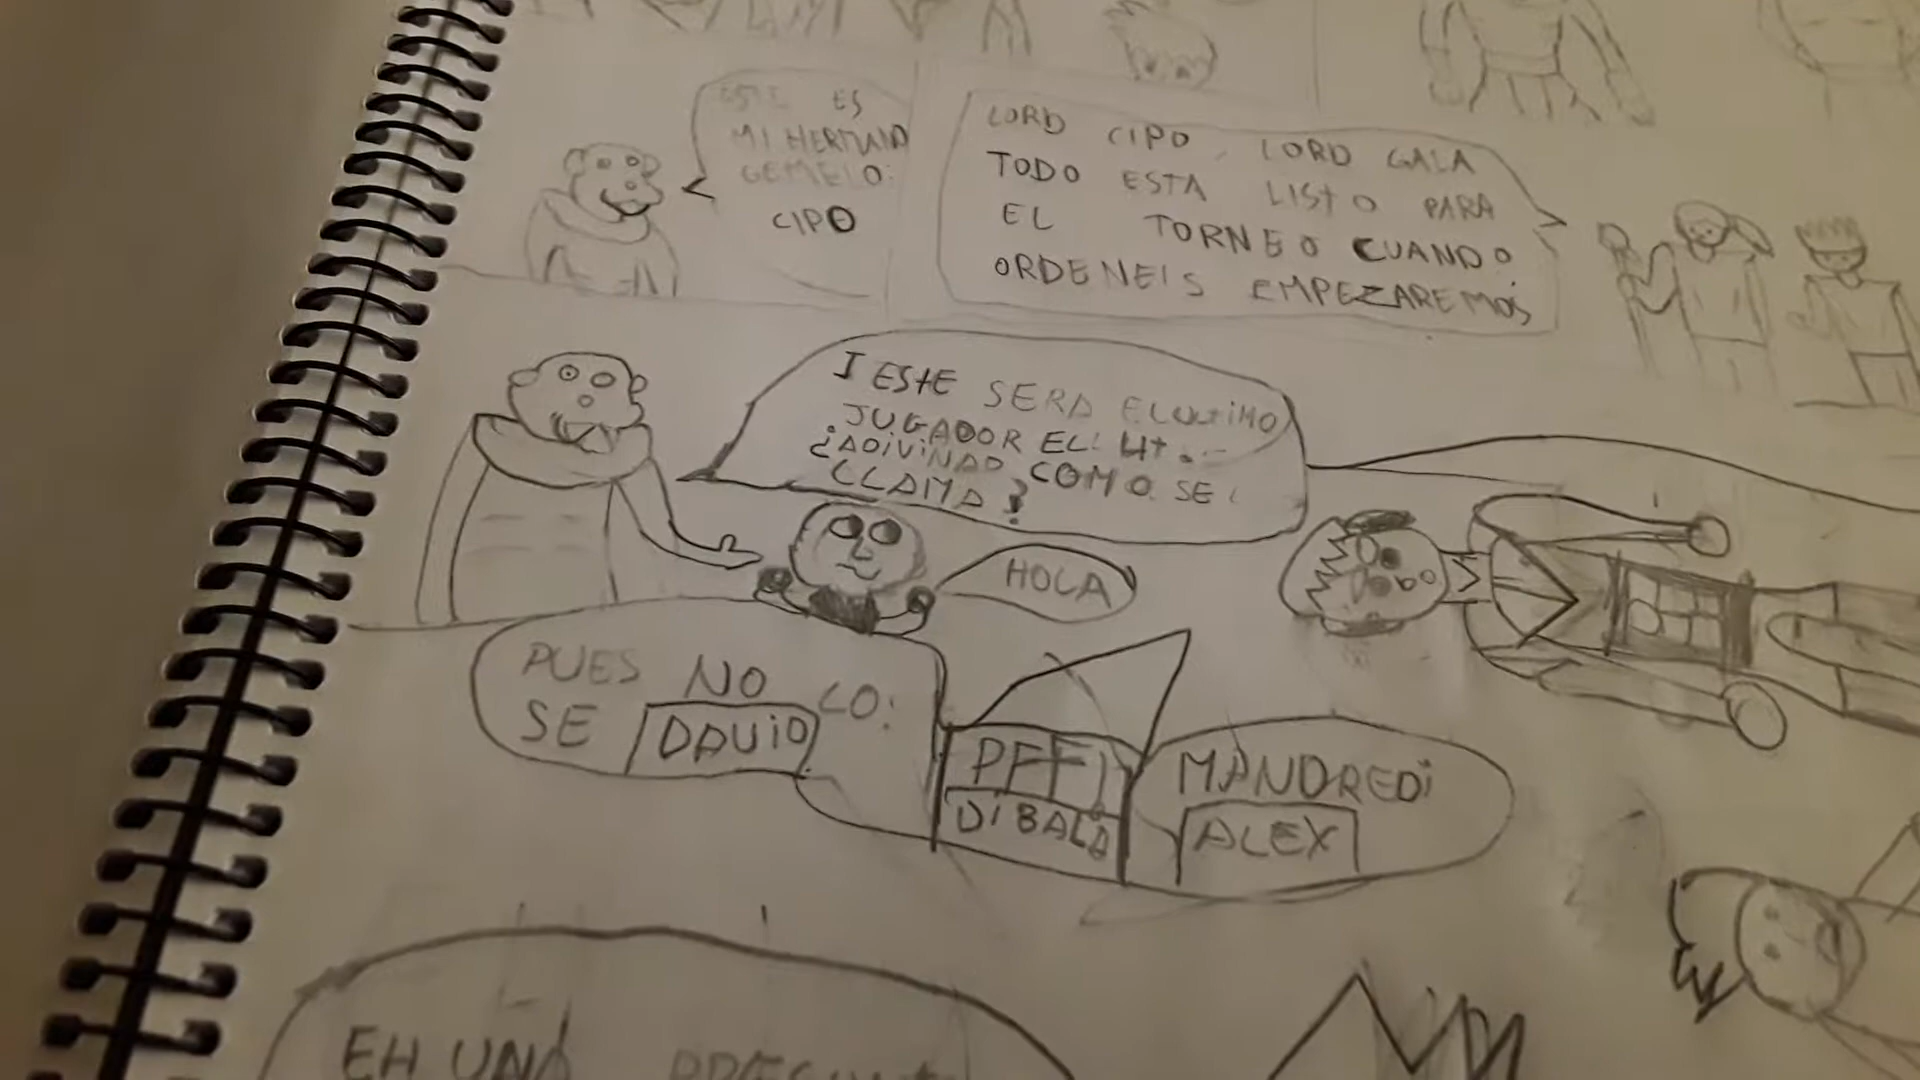 ESTE ES
MI HERMANO
GEMELO:
CIPO
LORD CIPO, LORD GALA
TODO ESTA LISTO PARA
EL TORNEO CUANDO
ORDENEIS EMPEZAREMOS
I ESTE SERA EL ULTIMO
JUGADOR EL: Ut...
¿ADIVINAD COMO SE
LLAMA?
HOLA
PUES NO LO:
SE DAVID
PFF
DIBALA
MANDREDI
ALEX
EH UNA